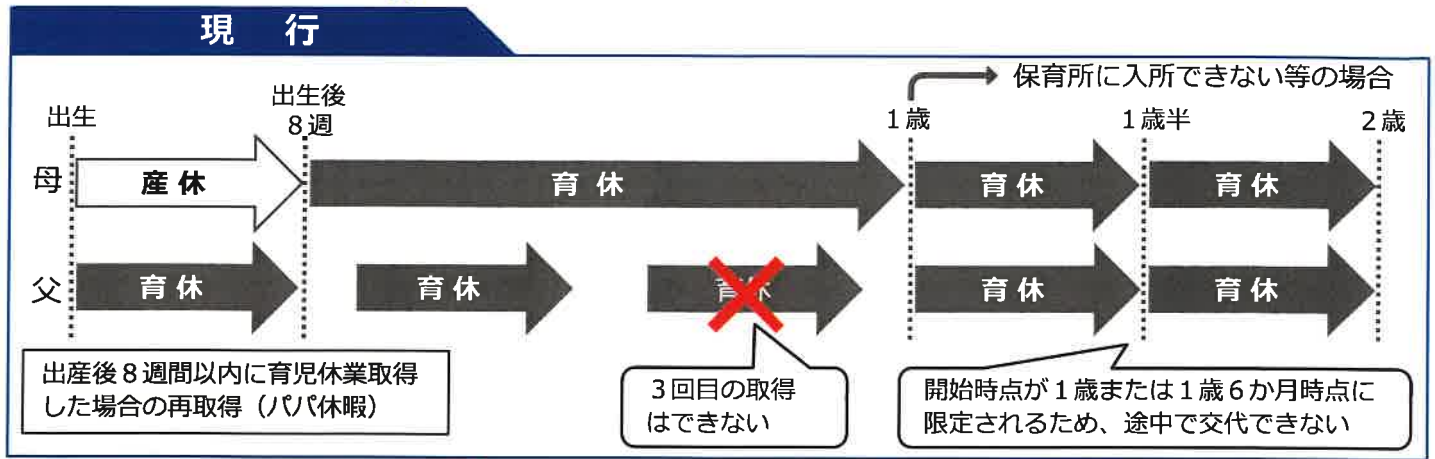 現 行
保育所に入所できない等の場合
出生
出生後
8週
1歳
1歳半
2歳
母
産休
育休
育休
育休
父
育休
育休
育休
育休
育休
出産後8週間以内に育児休業取得
した場合の再取得(パパ休暇)
3回目の取得
はできない
開始時点が1歳または1歳6か月時点に
限定されるため、途中で交代できない